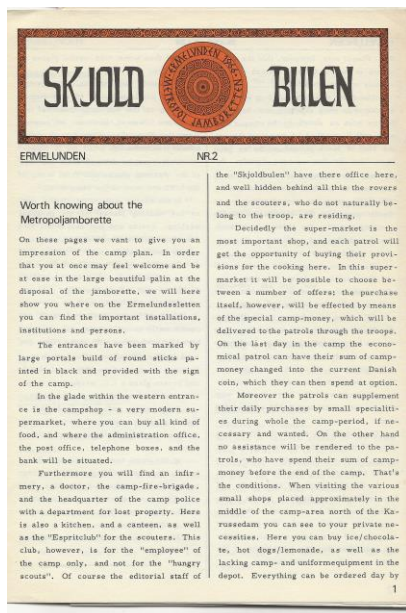 SKJOLD BULEN
METROPOL JAMBORETTEN
ERMELUNDEN 1966
ERMELUNDEN NR.2
Worth knowing about the
Metropoljamborette
On these pages we vant to give you an
impression of the camp plan. In order
that you at once may feel welcome and be
at ease in the large beautiful palin at the
disposal of the jamborette, we will here
show you where on the Ermelundssletten
you can find the important installations,
institutions and persons.
The entrances have been marked by
large portals build of round sticks pa-
inted in black and provided with the sign
of the camp.
In the glade within the western entran-
ce is the campshop - a very modern su-
permarket, where you can buy all kind of
food, and where the administration office,
the post office, telephone boxes, and the
bank will be situated.
Furthermore you will find an infir-
mery, a doctor, the camp-fire-brigade,
and the headquarter of the camp police
with a department for lost property. Here
is also a kitchen, and a canteen, as well
as the "Espritclub" for the scouters. This
club, however, is for the "employee" of
the camp only, and not for the "hungry
scouts". Of course the editorial staff of
the "Skjoldbulen" have there office here,
and well hidden behind all this the rovers
and the scouters, who do not naturally be-
long to the troop, are residing.
Decidedly the super-market is the
most important shop, and each patrol will
get the opportunity of buying their provi-
sions for the cooking here. In this super-
market it will be possible to choose be-
tween a number of offers; the purchase
itself, however, will be effected by means
of the special camp-money, which will be
delivered to the patrols through the troops.
On the last day in the camp the econo-
mical patrol can have their sum of camp-
money changed into the current Danish
coin, which they can then spend at option.
Moreover the patrols can supplement
their daily purchases by small specialiti-
es during whole the camp-period, if ne-
cessary and wanted. On the other hand
no assistance will be rendered to the pa-
trols, who have spend their sum of camp-
money before the end of the camp. That's
the conditions. When visiting the various
small shops placed approximately in the
middle of the camp-area north of the Ka-
russedam you can see to your private ne-
cessities. Here you can buy ice/chocola-
te, hot dogs/lemonade, as well as the
lacking camp- and uniformequipment in the
depot. Everything can be ordered day by
1